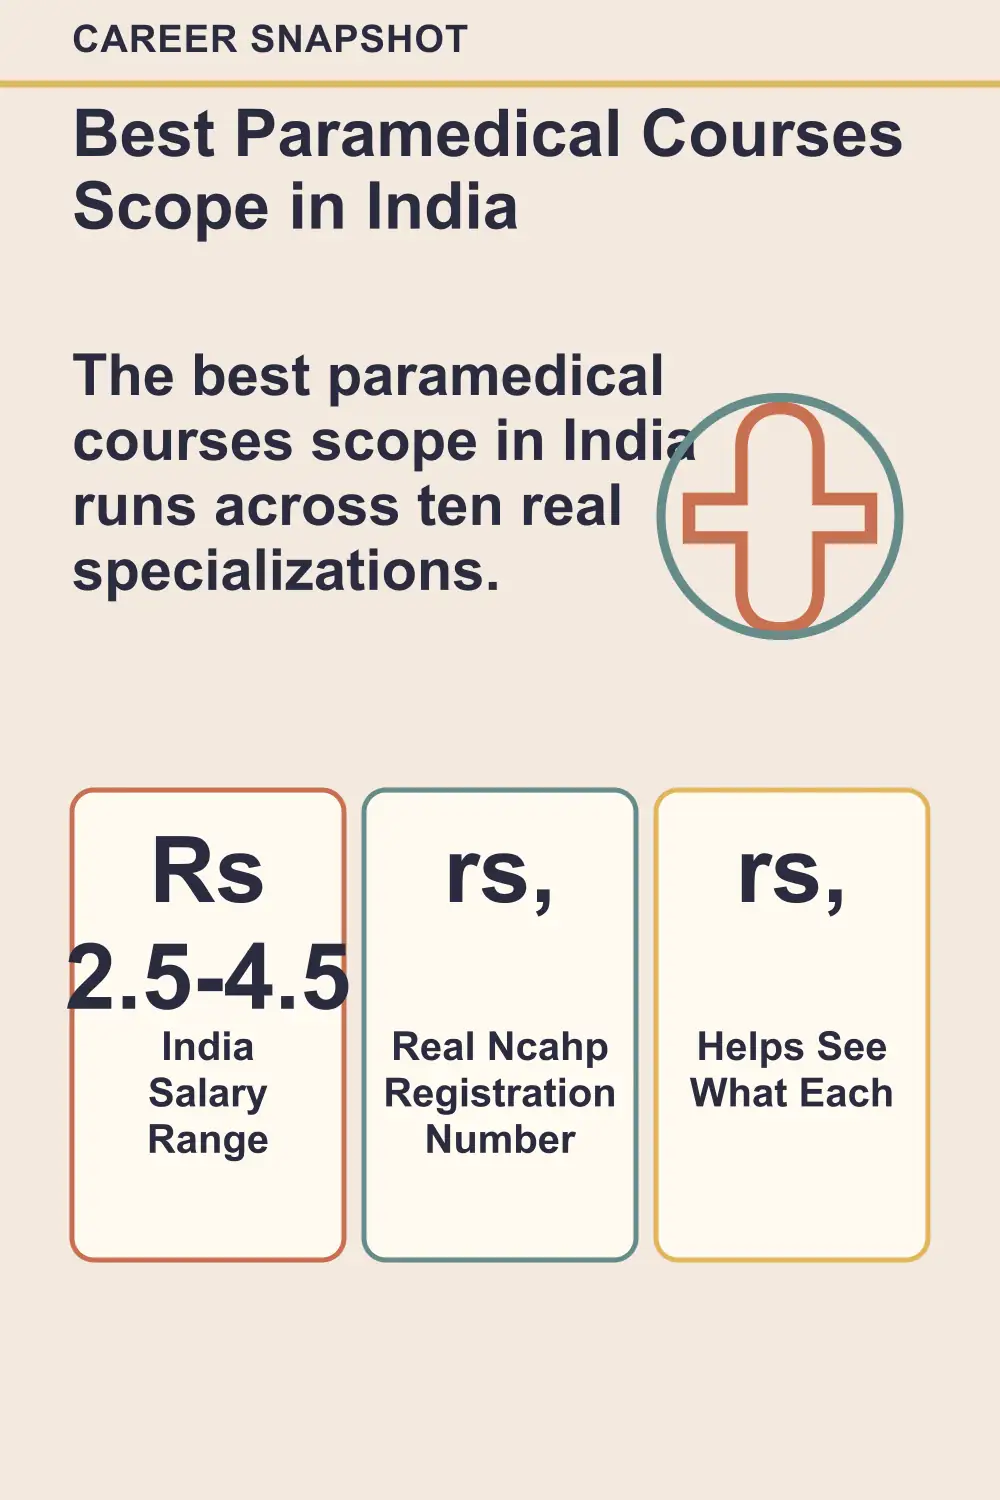 CAREER SNAPSHOT
Best Paramedical Courses
Scope in India
The best paramedical
courses scope in India
runs across ten real
specializations.
Rs
2.5-4.5
India
Salary
Range
rs,
Real Ncahp
Registration
Number
rs,
Helps See
What Each